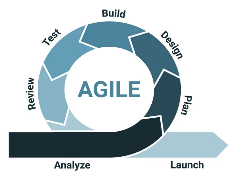 Build
Test
Design
Review
AGILE
Plan
Analyze
Launch